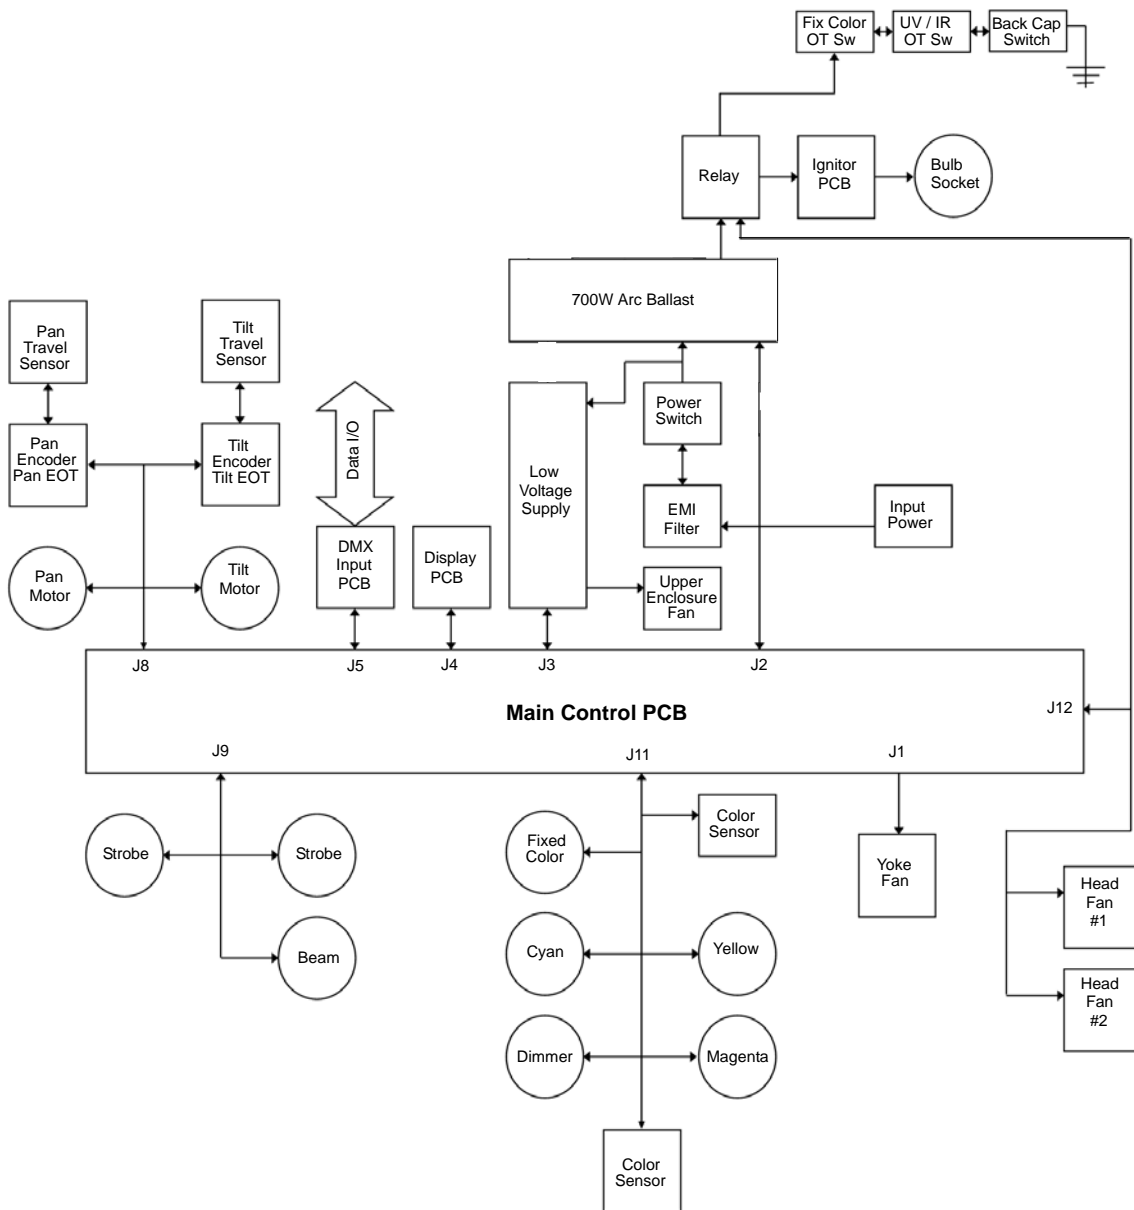 Fix Color
OT Sw
UV / IR
OT Sw
Back Cap
Switch
Relay
Ignitor
PCB
Bulb
Socket
700W Arc Ballast
Pan
Travel
Sensor
Tilt
Travel
Sensor
Pan
Encoder
Pan EOT
Tilt
Encoder
Tilt EOT
Data I/O
Low
Voltage
Supply
Power
Switch
EMI
Filter
Input
Power
Pan
Motor
Tilt
Motor
DMX
Input
PCB
Display
PCB
Upper
Enclosure
Fan
J8
J5
J4
J3
J2
Main Control PCB
J12
J9
J11
J1
Strobe
Strobe
Beam
Fixed
Color
Color
Sensor
Yoke
Fan
Head
Fan
#1
Cyan
Yellow
Head
Fan
#2
Dimmer
Magenta
Color
Sensor